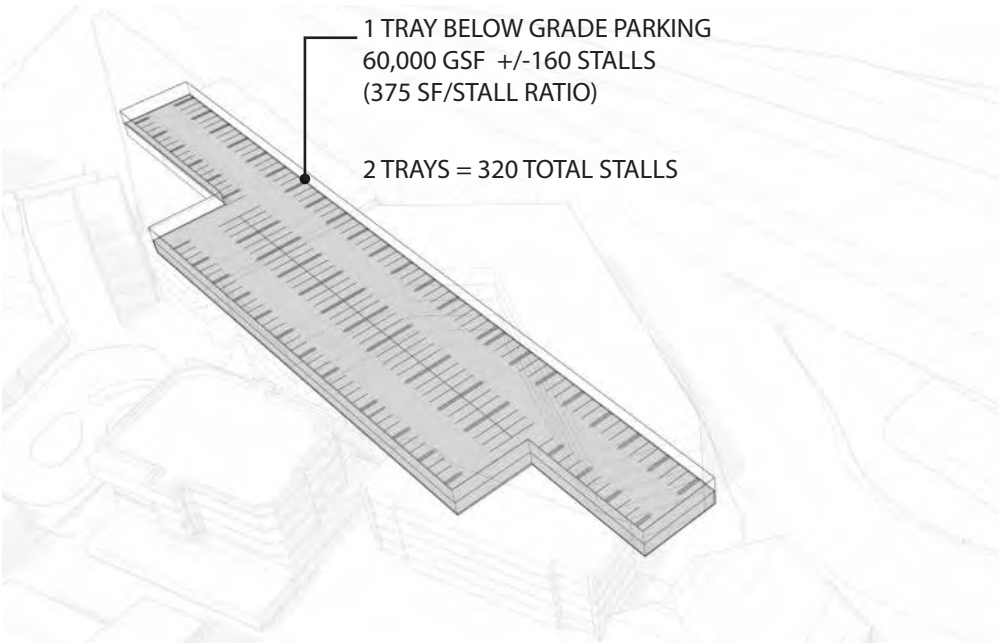 1 TRAY BELOW GRADE PARKING
60,000 GSF +/-160 STALLS
(375 SF/STALL RATIO)
2 TRAYS = 320 TOTAL STALLS